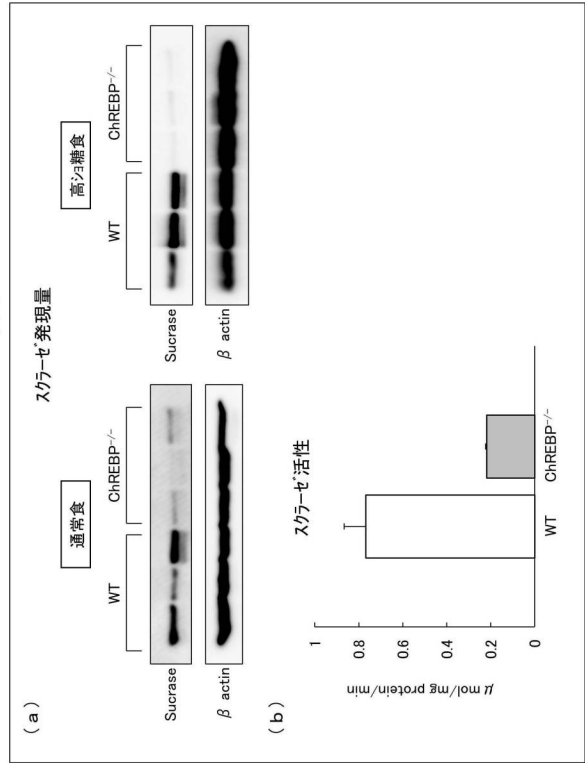 (a)
スクラーゼ発現量
通常食
高ショ糖食
WT
ChREBP-/-
WT
ChREBP-/-
Sucrase
Sucrase
β actin
β actin
(b)
スクラーゼ活性
μmol/mg protein/min
1
0.8
0.6
0.4
0.2
0
WT
ChREBP-/-